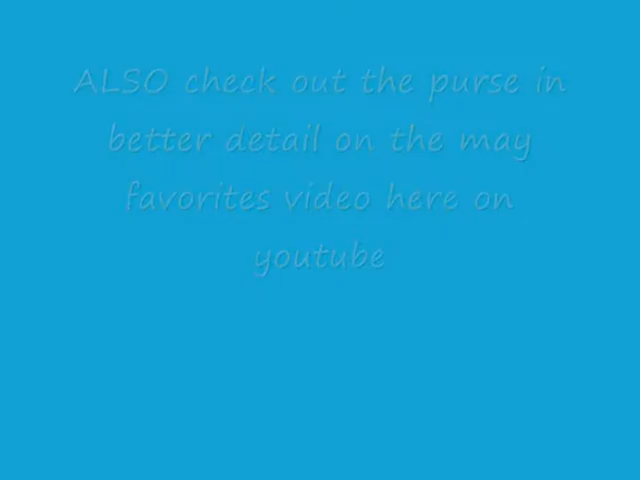 ALSO check out the purse in
better detail on the may
favorites video here on
youtube